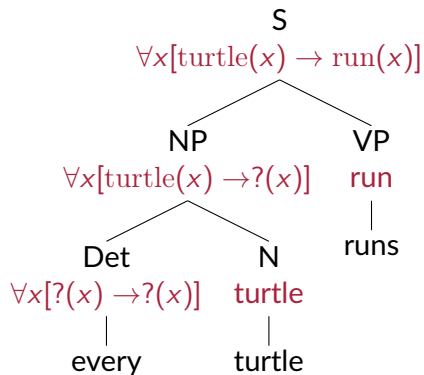 S
∀x[turtle(x) → run(x)]
NP VP
∀x[turtle(x) →?(x)] run
Det N runs
∀x[?(x) →?(x)] turtle
every turtle